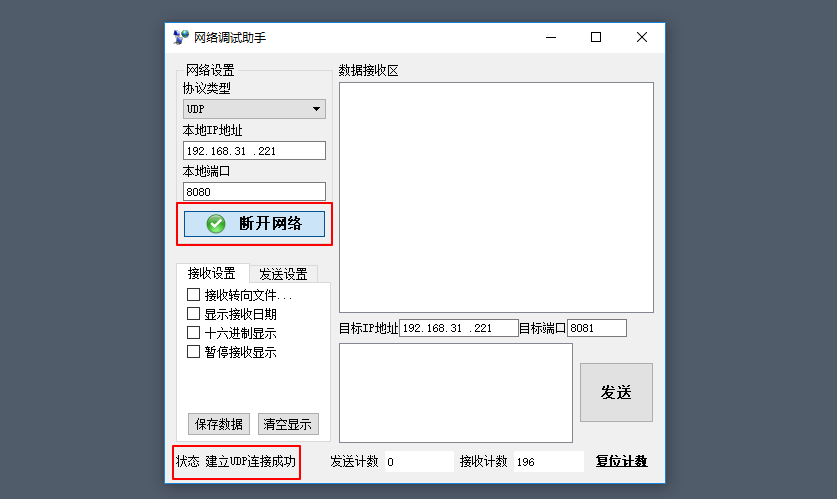 网络调试助手
网络设置
协议类型
UDP
本地IP地址
192.168.31 .221
本地端口
8080
断开网络
接收设置 发送设置
接收转向文件...
显示接收日期
十六进制显示
暂停接收显示
保存数据 清空显示
数据接收区
目标IP地址 192.168.31 .221 目标端口 8081
发送
状态 建立UDP连接成功 发送计数 0 接收计数 196 复位计数